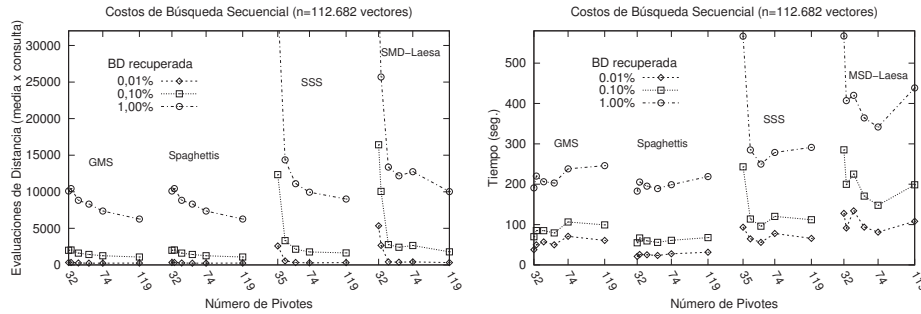 Costos de Búsqueda Secuencial (n=112.682 vectores)
Evaluaciones de Distancia (media x consulta)
30000
25000
20000
15000
10000
5000
0
BD recuperada
0,01%
0,10%
1,00%
GMS
Spaghettis
SSS
SMD-Laesa
32
74
119
32
74
119
35
74
119
32
74
119
Número de Pivotes
Costos de Búsqueda Secuencial (n=112.682 vectores)
Tiempo (seg.)
500
400
300
200
100
0
BD recuperada
0.01%
0.10%
1.00%
GMS
Spaghettis
SSS
MSD-Laesa
32
74
119
32
74
119
35
74
119
32
74
119
Número de Pivotes